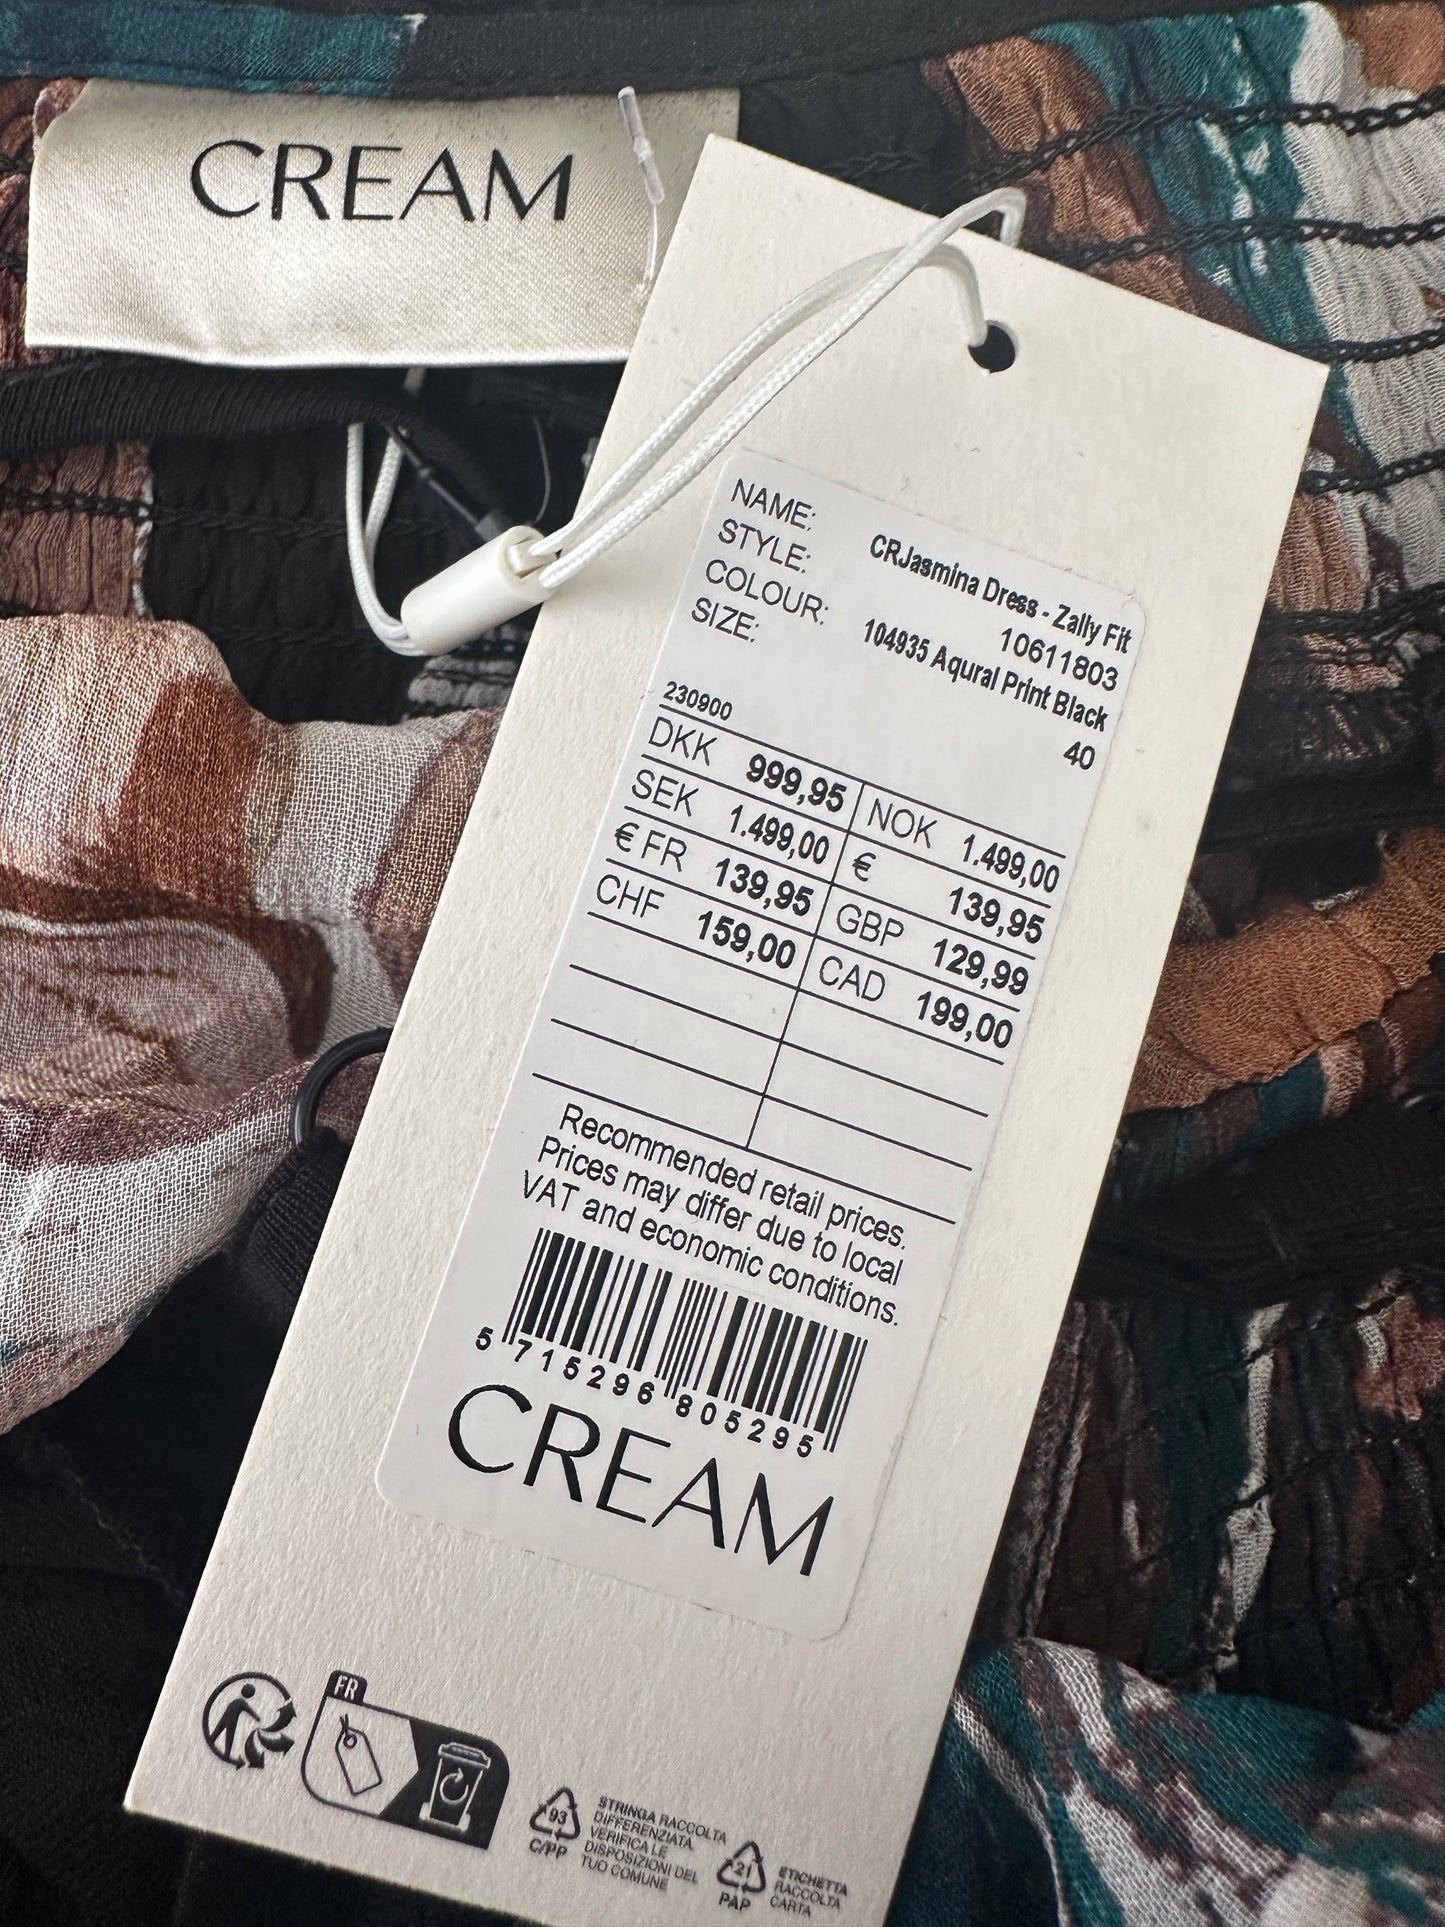 CREAM
NAME: CRJasmina Dress - Zally Fit
STYLE: 10611803
COLOUR: 104935 Aqural Print Black
SIZE: 40
230900
DKK 999,95 NOK 1.499,00
SEK 1.499,00 € 139,95
€ FR 139,95 GBP 129,99
CHF 159,00 CAD 199,00
Recommended retail prices.
Prices may differ due to local
VAT and economic conditions.
5 715296 805295
CREAM
FR
93
C/PP
STRINGA RACCOLTA
DIFFERENZIATA.
VERIFICA LE
DISPOSIZIONI DEL
TUO COMUNE
21
PAP
ETICHETTA
RACCOLTA
CARTA